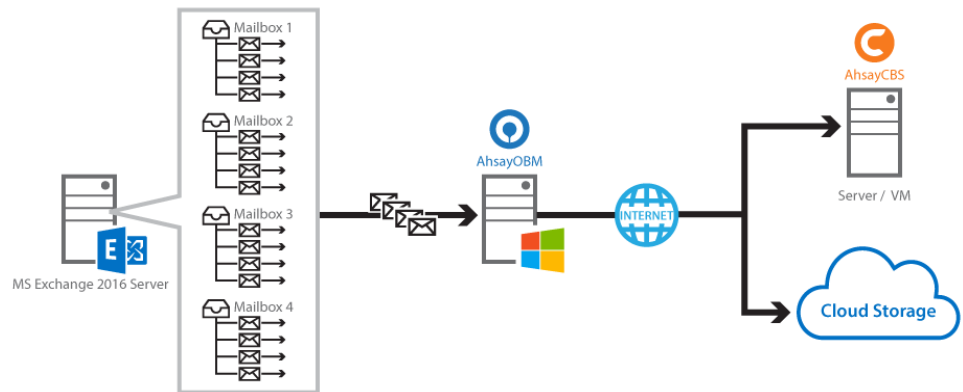 MS Exchange 2016 Server
E
Mailbox 1
Mailbox 2
Mailbox 3
Mailbox 4
AhsayOBM
INTERNET
C
AhsayCBS
Server / VM
Cloud Storage